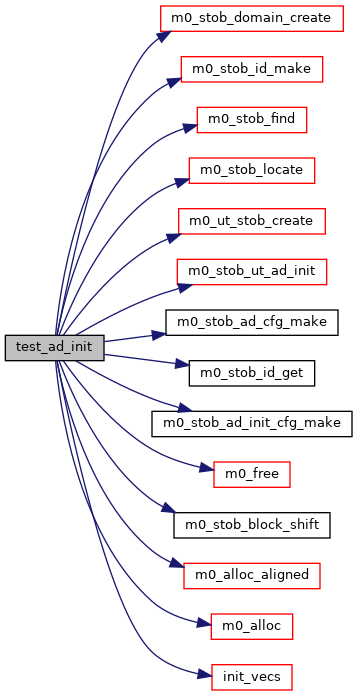 m0_stob_domain_create
m0_stob_id_make
m0_stob_find
m0_stob_locate
m0_ut_stob_create
m0_stob_ut_ad_init
test_ad_init
m0_stob_ad_cfg_make
m0_stob_id_get
m0_stob_ad_init_cfg_make
m0_free
m0_stob_block_shift
m0_alloc_aligned
m0_alloc
init_vecs